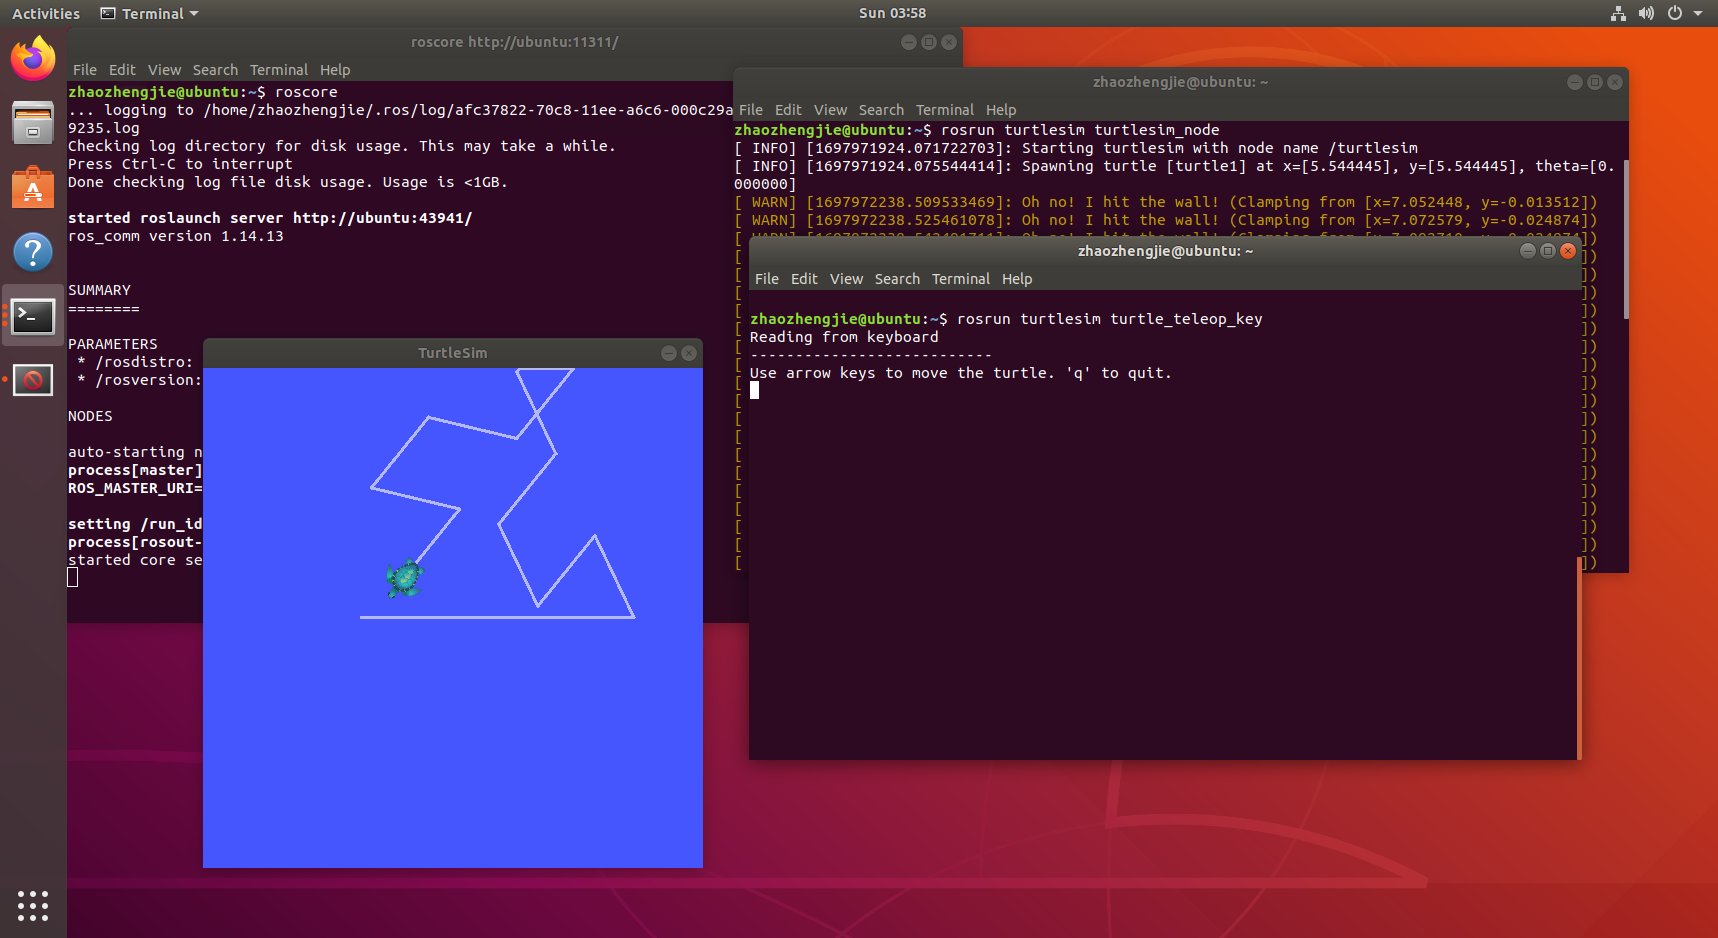 Activities
Terminal
Sun 03:58
roscore http://ubuntu:11311/
File Edit View Search Terminal Help
zhaozhengjie@ubuntu:~$ roscore
... logging to /home/zhaozhengjie/.ros/log/afc37822-70c8-11ee-a6c6-000c29a
9235.log
Checking log directory for disk usage. This may take a while.
Press Ctrl-C to interrupt
Done checking log file disk usage. Usage is <1GB.
started roslaunch server http://ubuntu:43941/
ros_comm version 1.14.13
SUMMARY
========
PARAMETERS
* /rosdistro:
* /rosversion:
NODES
auto-starting n
process[master]
ROS_MASTER_URI=
setting /run_id
process[rosout-
started core se
zhaozhengjie@ubuntu: ~
File Edit View Search Terminal Help
zhaozhengjie@ubuntu:~$ rosrun turtlesim turtlesim_node
[ INFO] [1697971924.071722703]: Starting turtlesim with node name /turtlesim
[ INFO] [1697971924.075544414]: Spawning turtle [turtle1] at x=[5.544445], y=[5.544445], theta=[0.
000000]
[ WARN] [1697972238.509533469]: Oh no! I hit the wall! (Clamping from [x=7.052448, y=-0.013512])
[ WARN] [1697972238.525461078]: Oh no! I hit the wall! (Clamping from [x=7.072579, y=-0.024874])
zhaozhengjie@ubuntu: ~
File Edit View Search Terminal Help
zhaozhengjie@ubuntu:~$ rosrun turtlesim turtle_teleop_key
Reading from keyboard
---------------------------
Use arrow keys to move the turtle. 'q' to quit.
TurtleSim